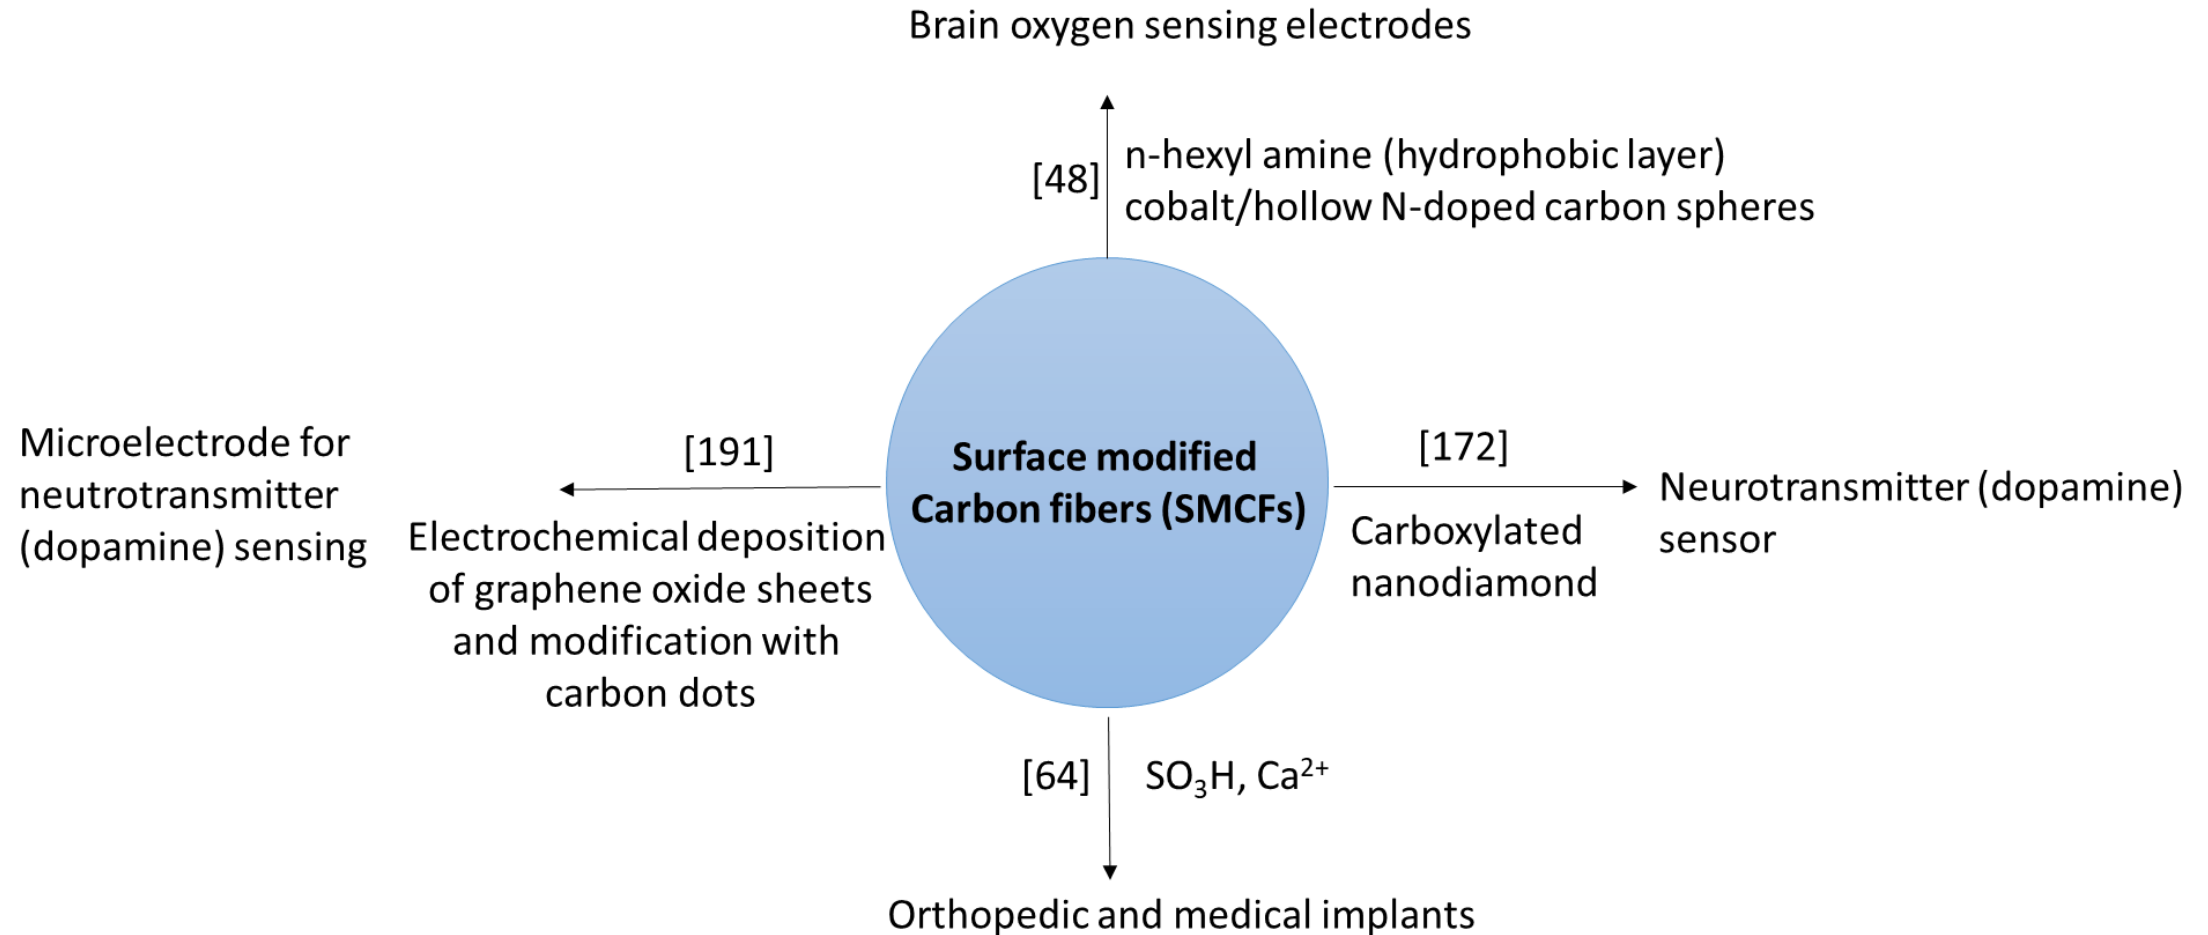 Brain oxygen sensing electrodes
[48]
n-hexyl amine (hydrophobic layer)
cobalt/hollow N-doped carbon spheres
Microelectrode for
neutrotransmitter
(dopamine) sensing
[191]
Electrochemical deposition
of graphene oxide sheets
and modification with
carbon dots
Surface modified
Carbon fibers (SMCFs)
[172]
Carboxylated
nanodiamond
Neurotransmitter (dopamine)
sensor
[64]
SO₃H, Ca²⁺
Orthopedic and medical implants